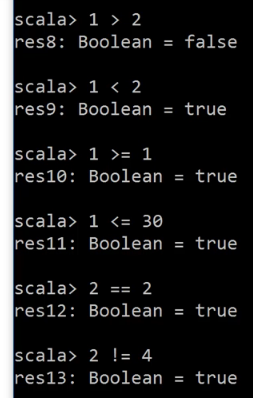 scala> 1 > 2
res8: Boolean = false
scala> 1 < 2
res9: Boolean = true
scala> 1 >= 1
res10: Boolean = true
scala> 1 <= 30
res11: Boolean = true
scala> 2 == 2
res12: Boolean = true
scala> 2 != 4
res13: Boolean = true